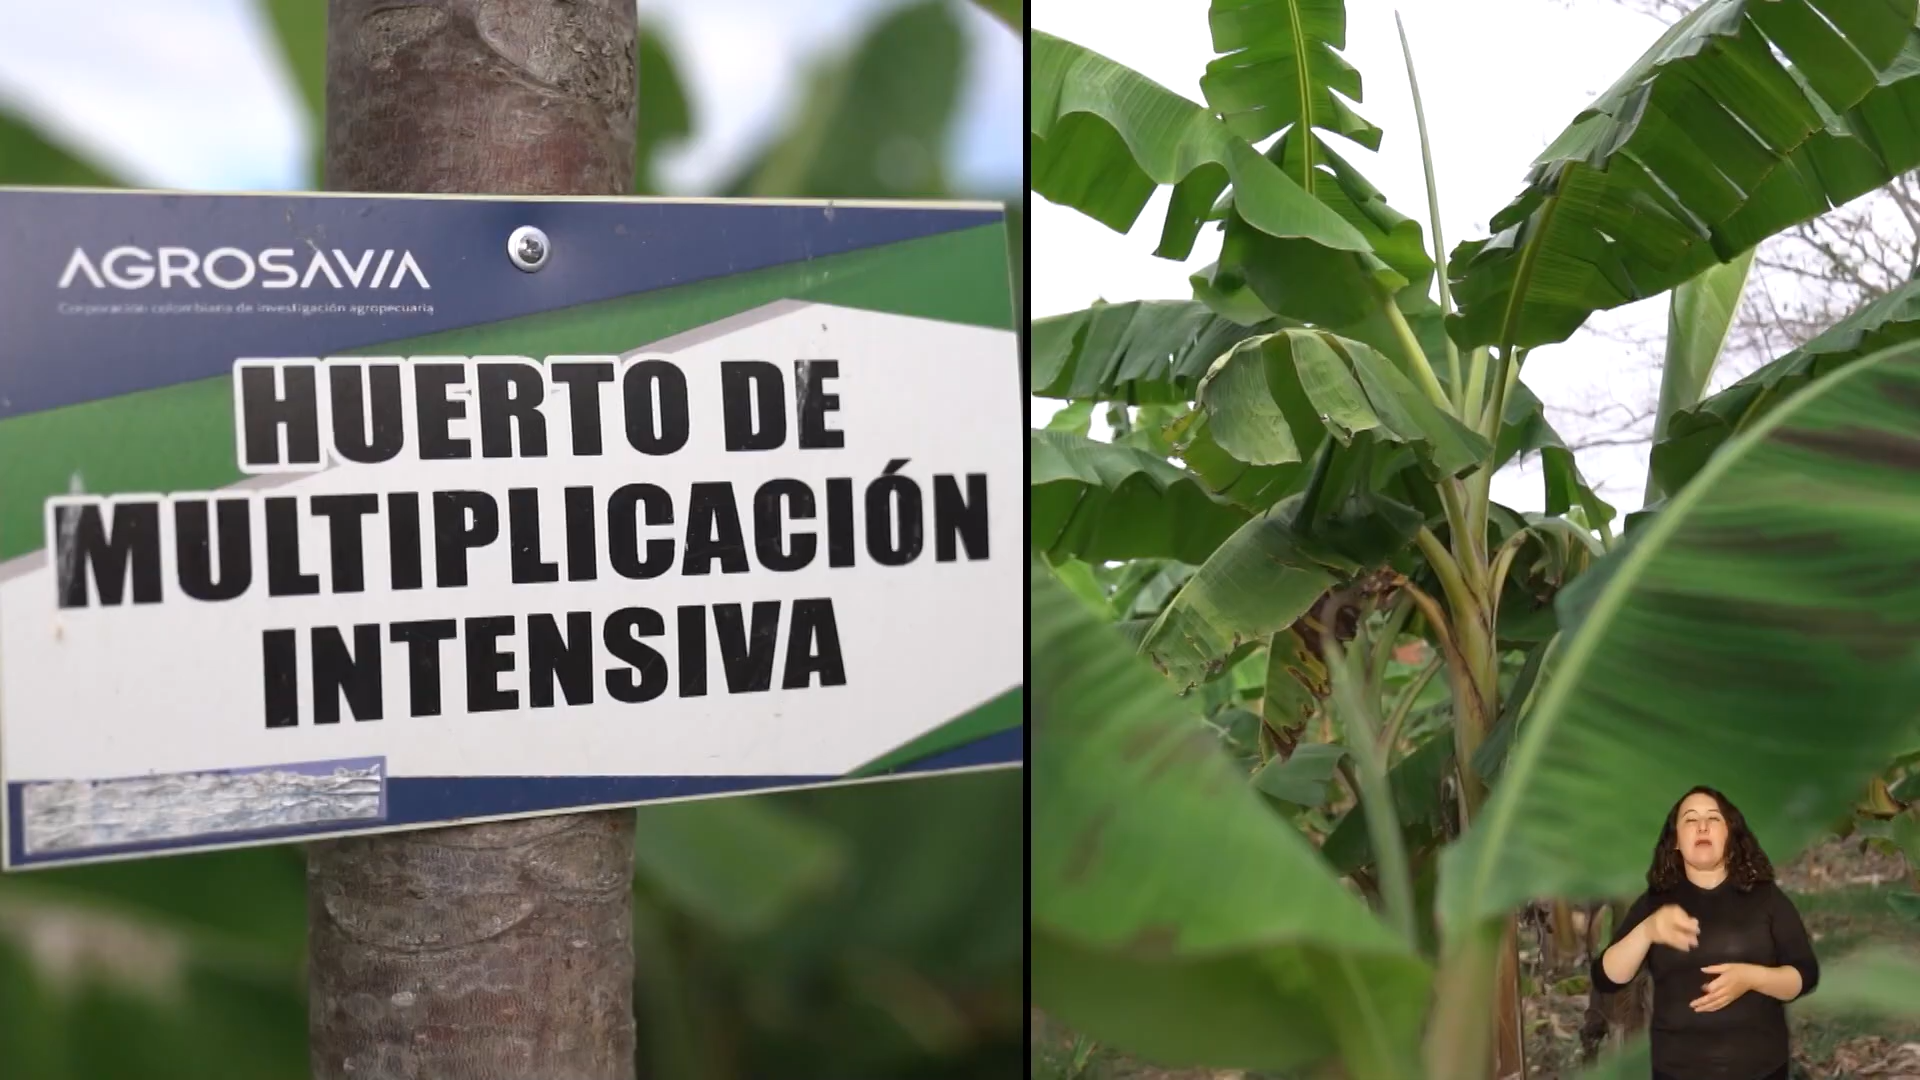 AGROSAVIA
Corporación colombiana de investigación agropecuaria
HUERTO DE
MULTIPLICACIÓN
INTENSIVA